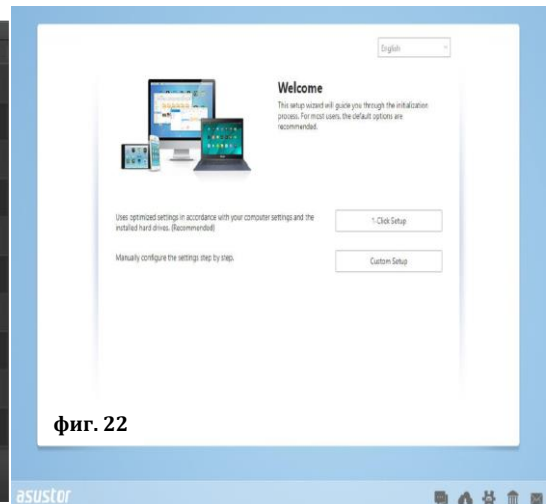 English
Welcome
This setup wizard will guide you through the initialization
process. For most users, the default options are
recommended.
Uses optimized settings in accordance with your computer settings and the
installed hard drives. (Recommended)
1-Click Setup
Manually configure the settings step by step.
Custom Setup
фиг. 22
asustor